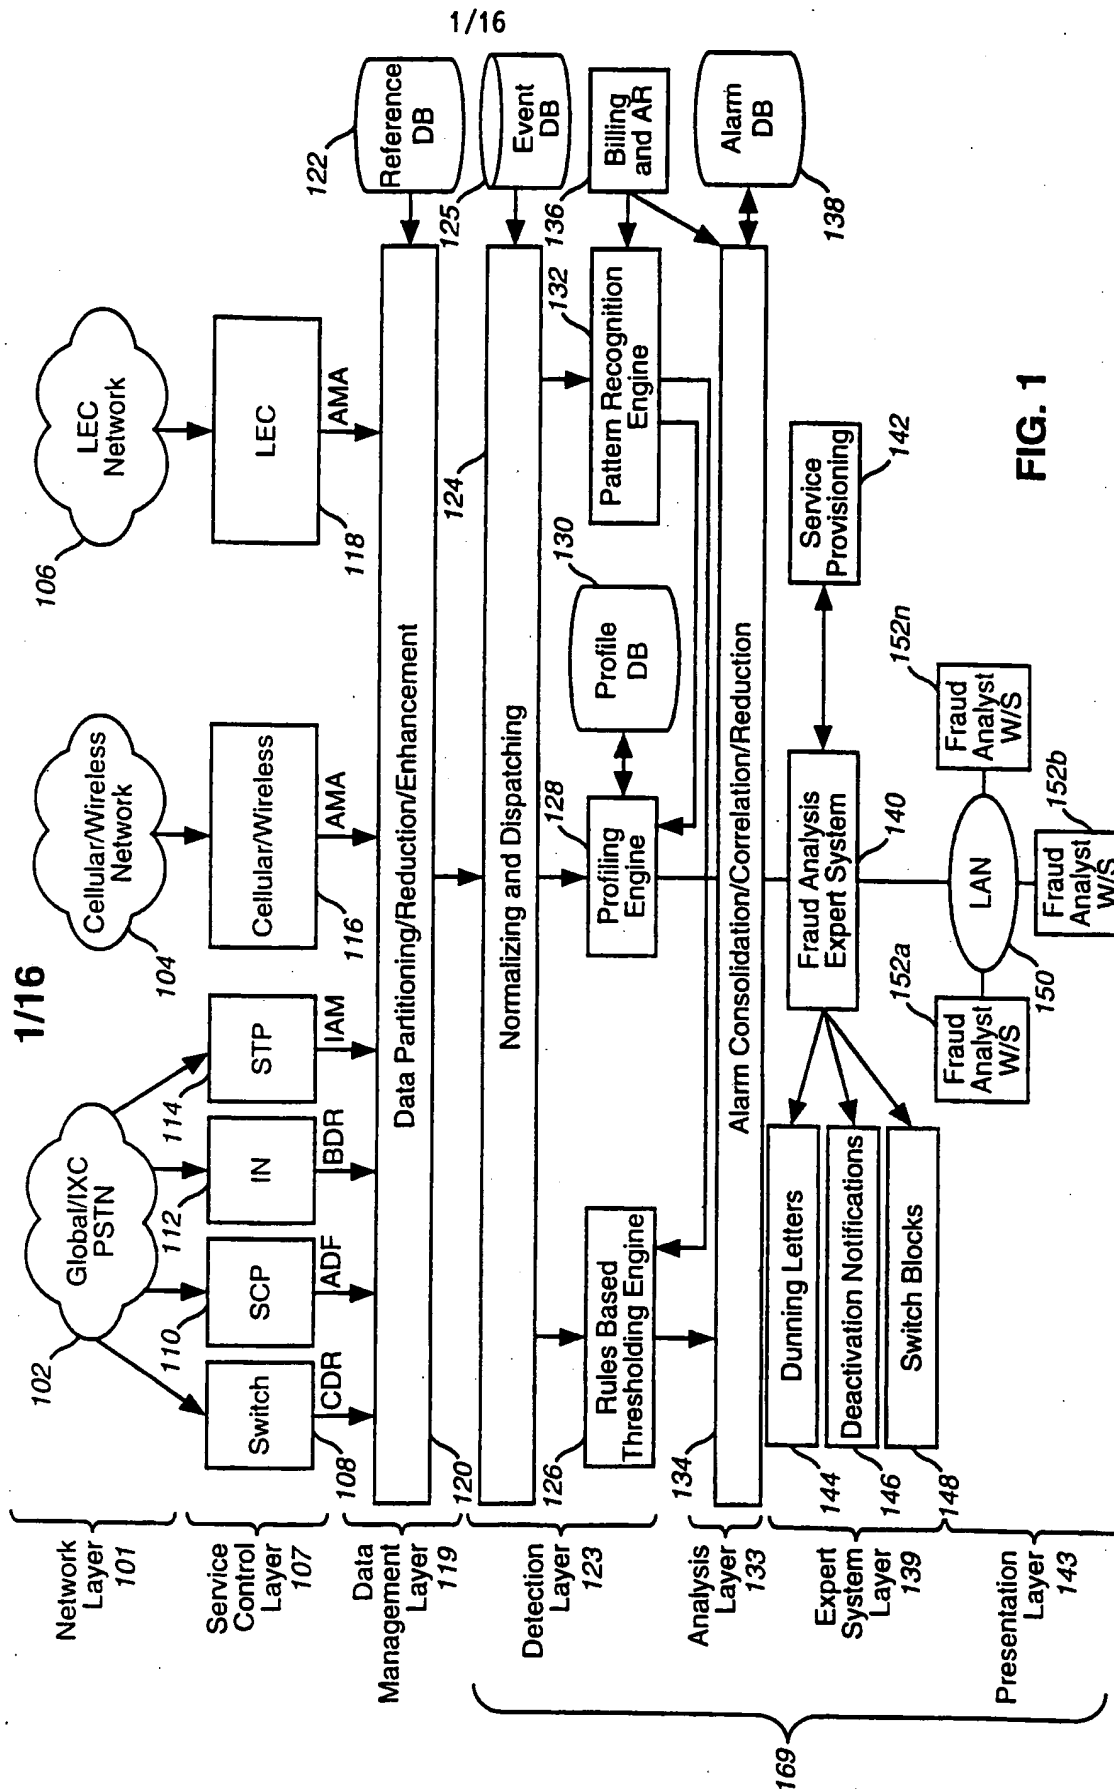 1/16
1/16
Network
Layer
101
Global/IXC
PSTN
102
Cellular/Wireless
Network
104
LEC
Network
106
Service
Control
Layer
107
Switch
108
SCP
110
IN
112
STP
114
Cellular/Wireless
116
LEC
118
CDR
ADF
BDR
IAM
AMA
AMA
Data
Management
Layer 119
Data Partitioning/Reduction/Enhancement
120
Reference
DB
122
Detection
Layer
123
Normalizing and Dispatching
124
Event
DB
125
Rules Based
Thresholding Engine
126
Profiling
Engine
128
Profile
DB
130
Pattern Recognition
Engine
132
Billing
and AR
136
Analysis
Layer
133
Alarm Consolidation/Correlation/Reduction
134
Alarm
DB
138
Expert
System
Layer
139
Dunning Letters
144
Deactivation Notifications
146
Switch Blocks
148
Fraud Analysis
Expert System
140
Service
Provisioning
142
Presentation
Layer
143
Fraud
Analyst
W/S
152a
LAN
150
Fraud
Analyst
W/S
152b
Fraud
Analyst
W/S
152n
169
FIG. 1